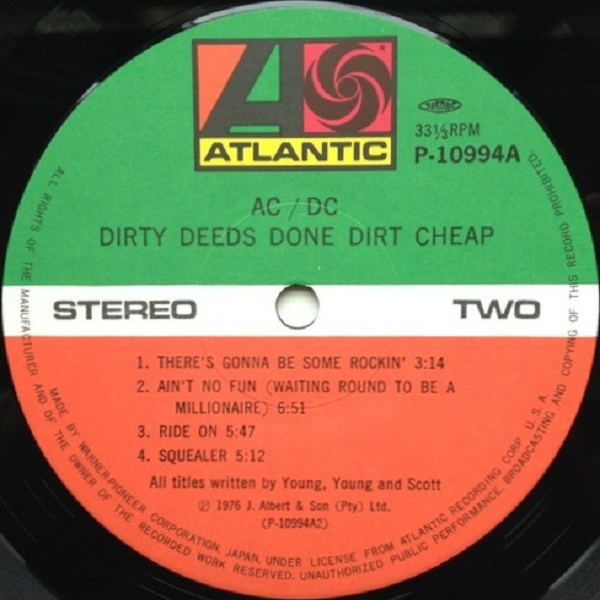 ATLANTIC
JASRAC
33⅓RPM
P-10994A
AC / DC
DIRTY DEEDS DONE DIRT CHEAP
STEREO
TWO
1. THERE'S GONNA BE SOME ROCKIN' 3:14
2. AIN'T NO FUN (WAITING ROUND TO BE A
MILLIONAIRE) 6:51
3. RIDE ON 5:47
4. SQUEALER 5:12
All titles written by Young, Young and Scott
℗ 1976 J. Albert & Son (Pty) Ltd.
(P-10994A2)
ALL RIGHTS OF THE MANUFACTURER AND OF THE OWNER OF THE RECORDED WORK RESERVED. UNAUTHORIZED PUBLIC PERFORMANCE, BROADCASTING AND COPYING OF THIS RECORD PROHIBITED.
MADE BY WARNER-PIONEER CORPORATION, JAPAN, UNDER LICENSE FROM ATLANTIC RECORDING CORP. U.S.A.